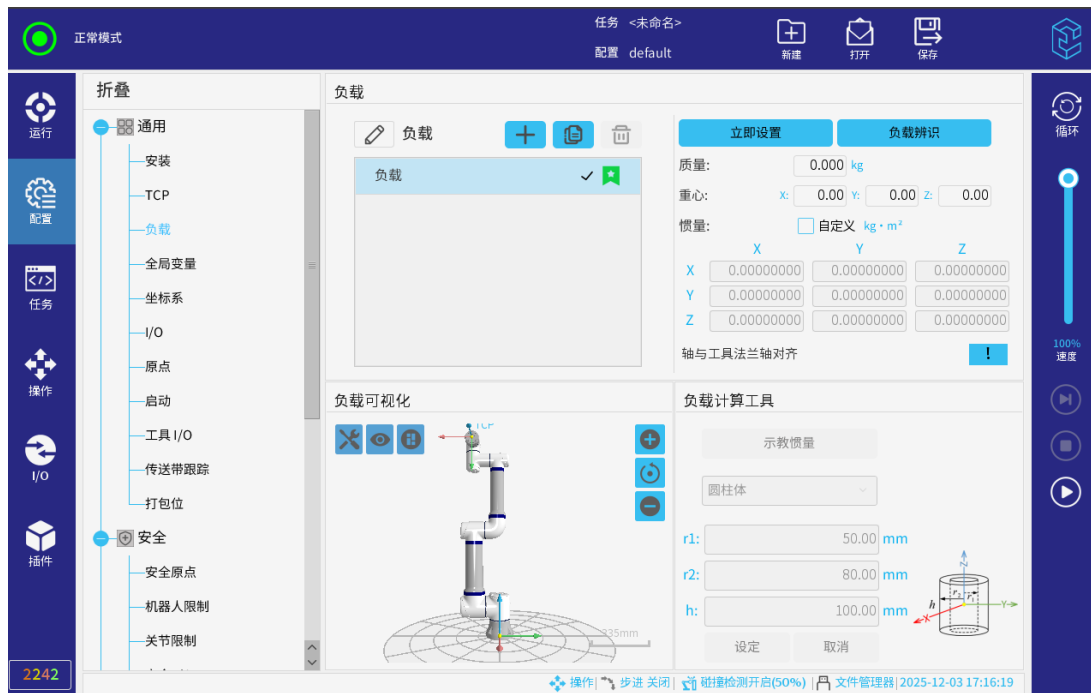 正常模式
任务 <未命名>
配置 default
新建
打开
保存
运行
配置
任务
操作
I/O
插件
2242
折叠
通用
安装
TCP
负载
全局变量
坐标系
I/O
原点
启动
工具 I/O
传送带跟踪
打包位
安全
安全原点
机器人限制
关节限制
负载
负载
负载
立即设置
负载辨识
质量: 0.000 kg
重心: X: 0.00 Y: 0.00 Z: 0.00
惯量: 自定义 kg·m²
X Y Z
X 0.00000000 0.00000000 0.00000000
Y 0.00000000 0.00000000 0.00000000
Z 0.00000000 0.00000000 0.00000000
轴与工具法兰轴对齐 !
负载可视化
TCP
335mm
负载计算工具
示教惯量
圆柱体
r1: 50.00 mm
r2: 80.00 mm
h: 100.00 mm
Z
r₂ r₁
h
X
Y
设定 取消
循环
100%
速度
操作| 步进 关闭| 碰撞检测开启(50%) | 文件管理器| 2025-12-03 17:16:19